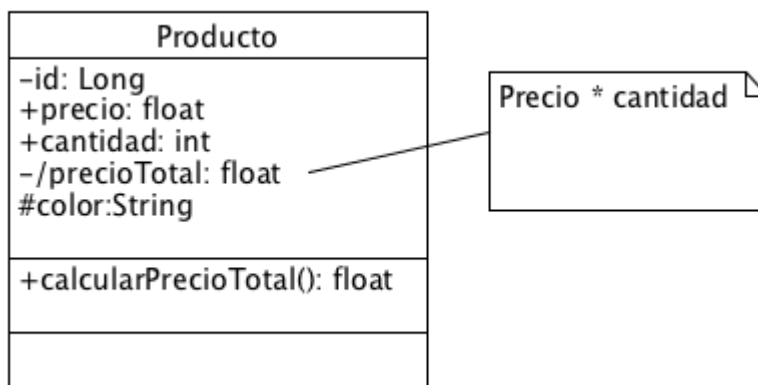 Producto
-id: Long
+precio: float
+cantidad: int
-/precioTotal: float
#color:String
+calcularPrecioTotal(): float
Precio * cantidad